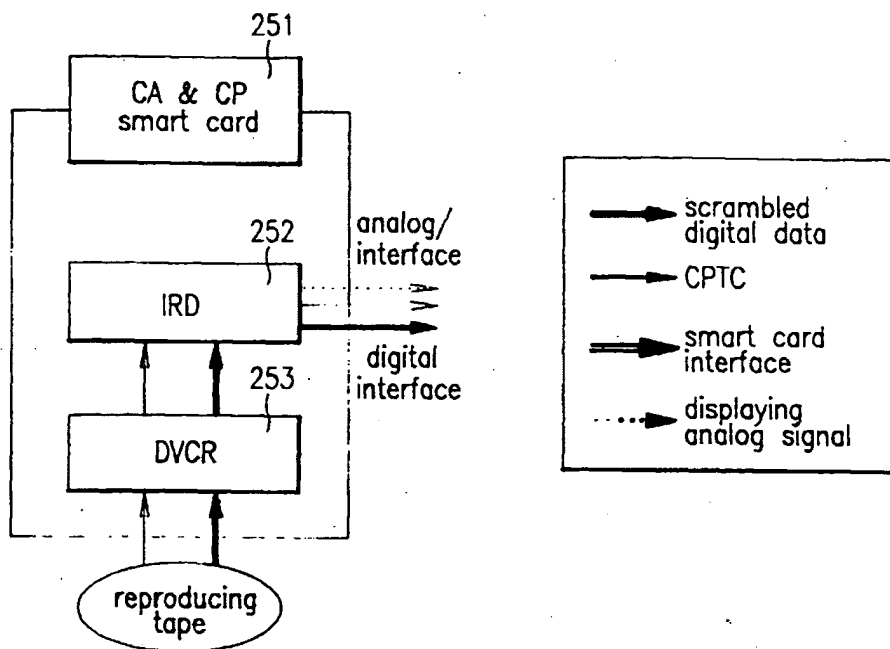 251
CA & CP
smart card
252
analog/
interface
IRD
digital
interface
253
DVCR
reproducing
tape
scrambled
digital data
CPTC
smart card
interface
displaying
analog signal